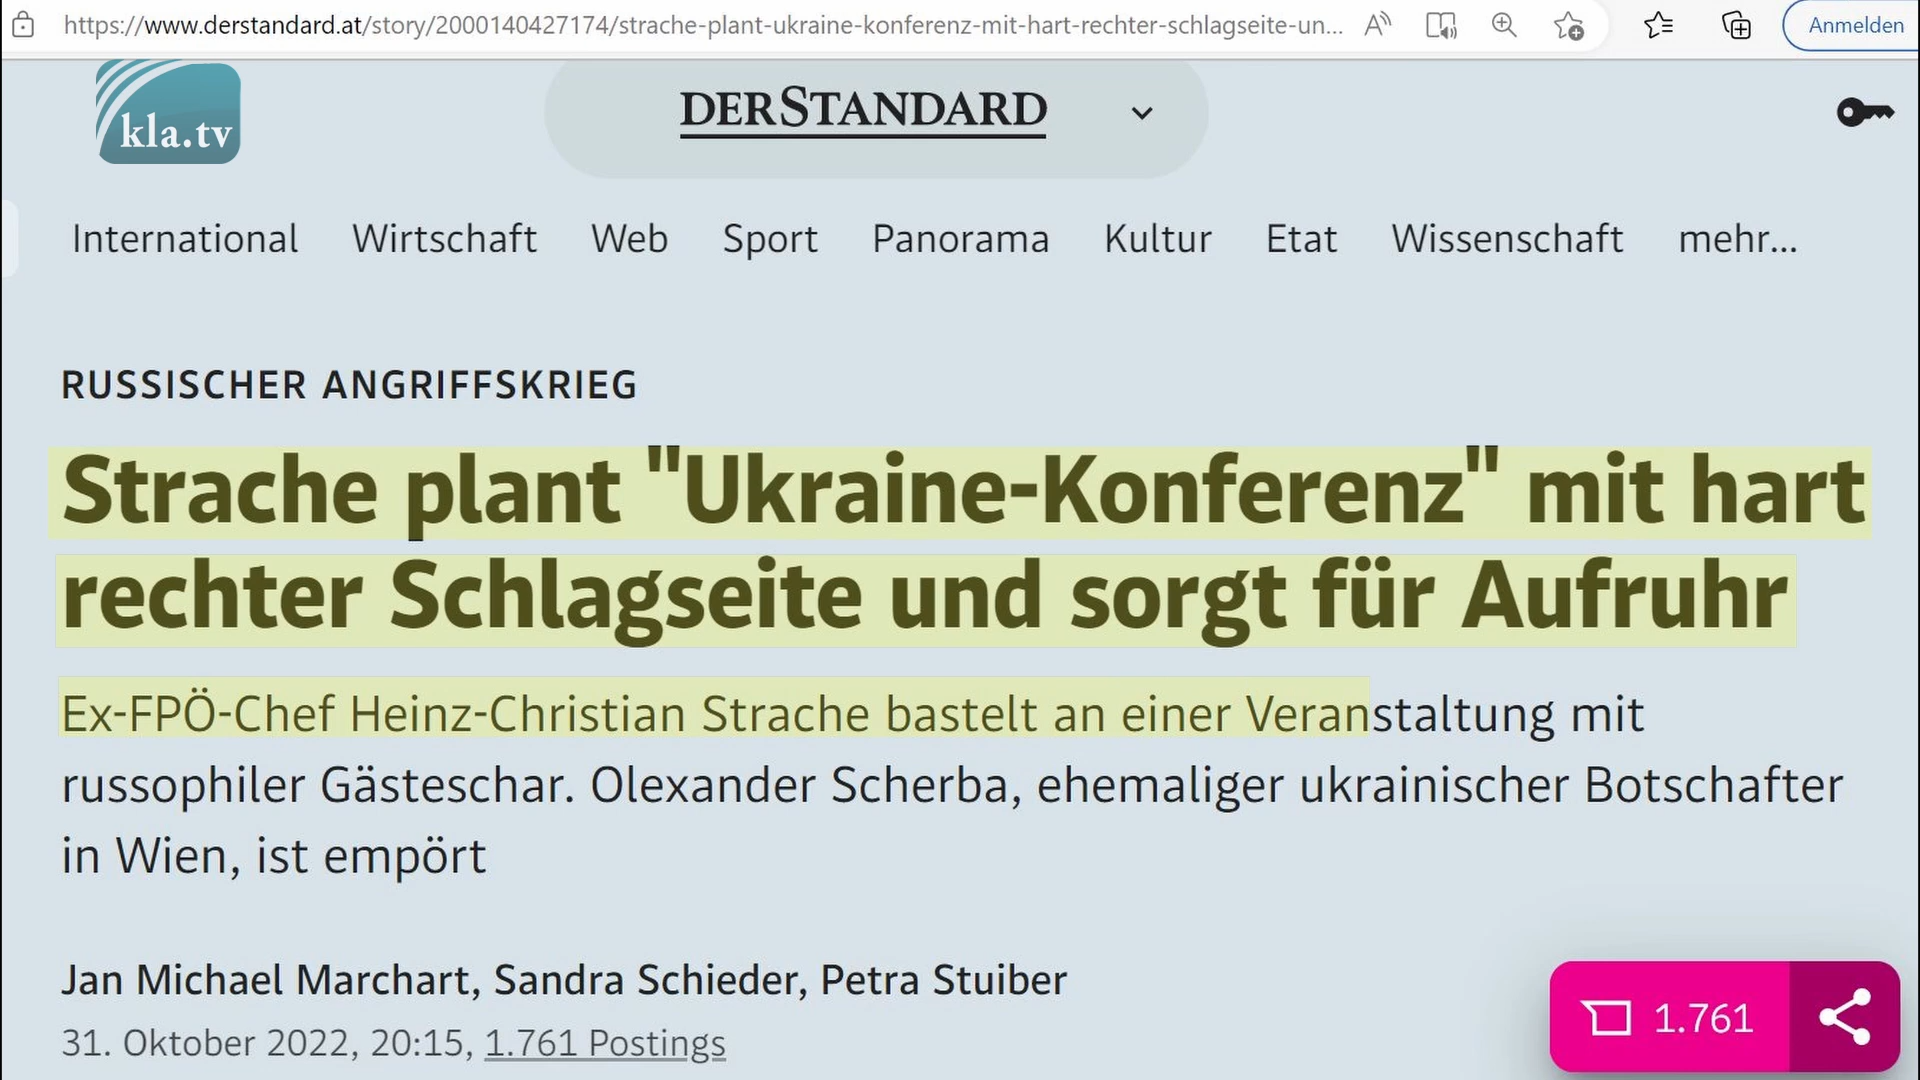 https://www.derstandard.at/story/2000140427174/strache-plant-ukraine-konferenz-mit-hart-rechter-schlagseite-un...
Anmelden
kla.tv
DERSTANDARD
International Wirtschaft Web Sport Panorama Kultur Etat Wissenschaft mehr...
RUSSISCHER ANGRIFFSKRIEG
Strache plant "Ukraine-Konferenz" mit hart
rechter Schlagseite und sorgt für Aufruhr
Ex-FPÖ-Chef Heinz-Christian Strache bastelt an einer Veranstaltung mit
russophiler Gästeschar. Olexander Scherba, ehemaliger ukrainischer Botschafter
in Wien, ist empört
Jan Michael Marchart, Sandra Schieder, Petra Stuiber
31. Oktober 2022, 20:15, 1.761 Postings
1.761